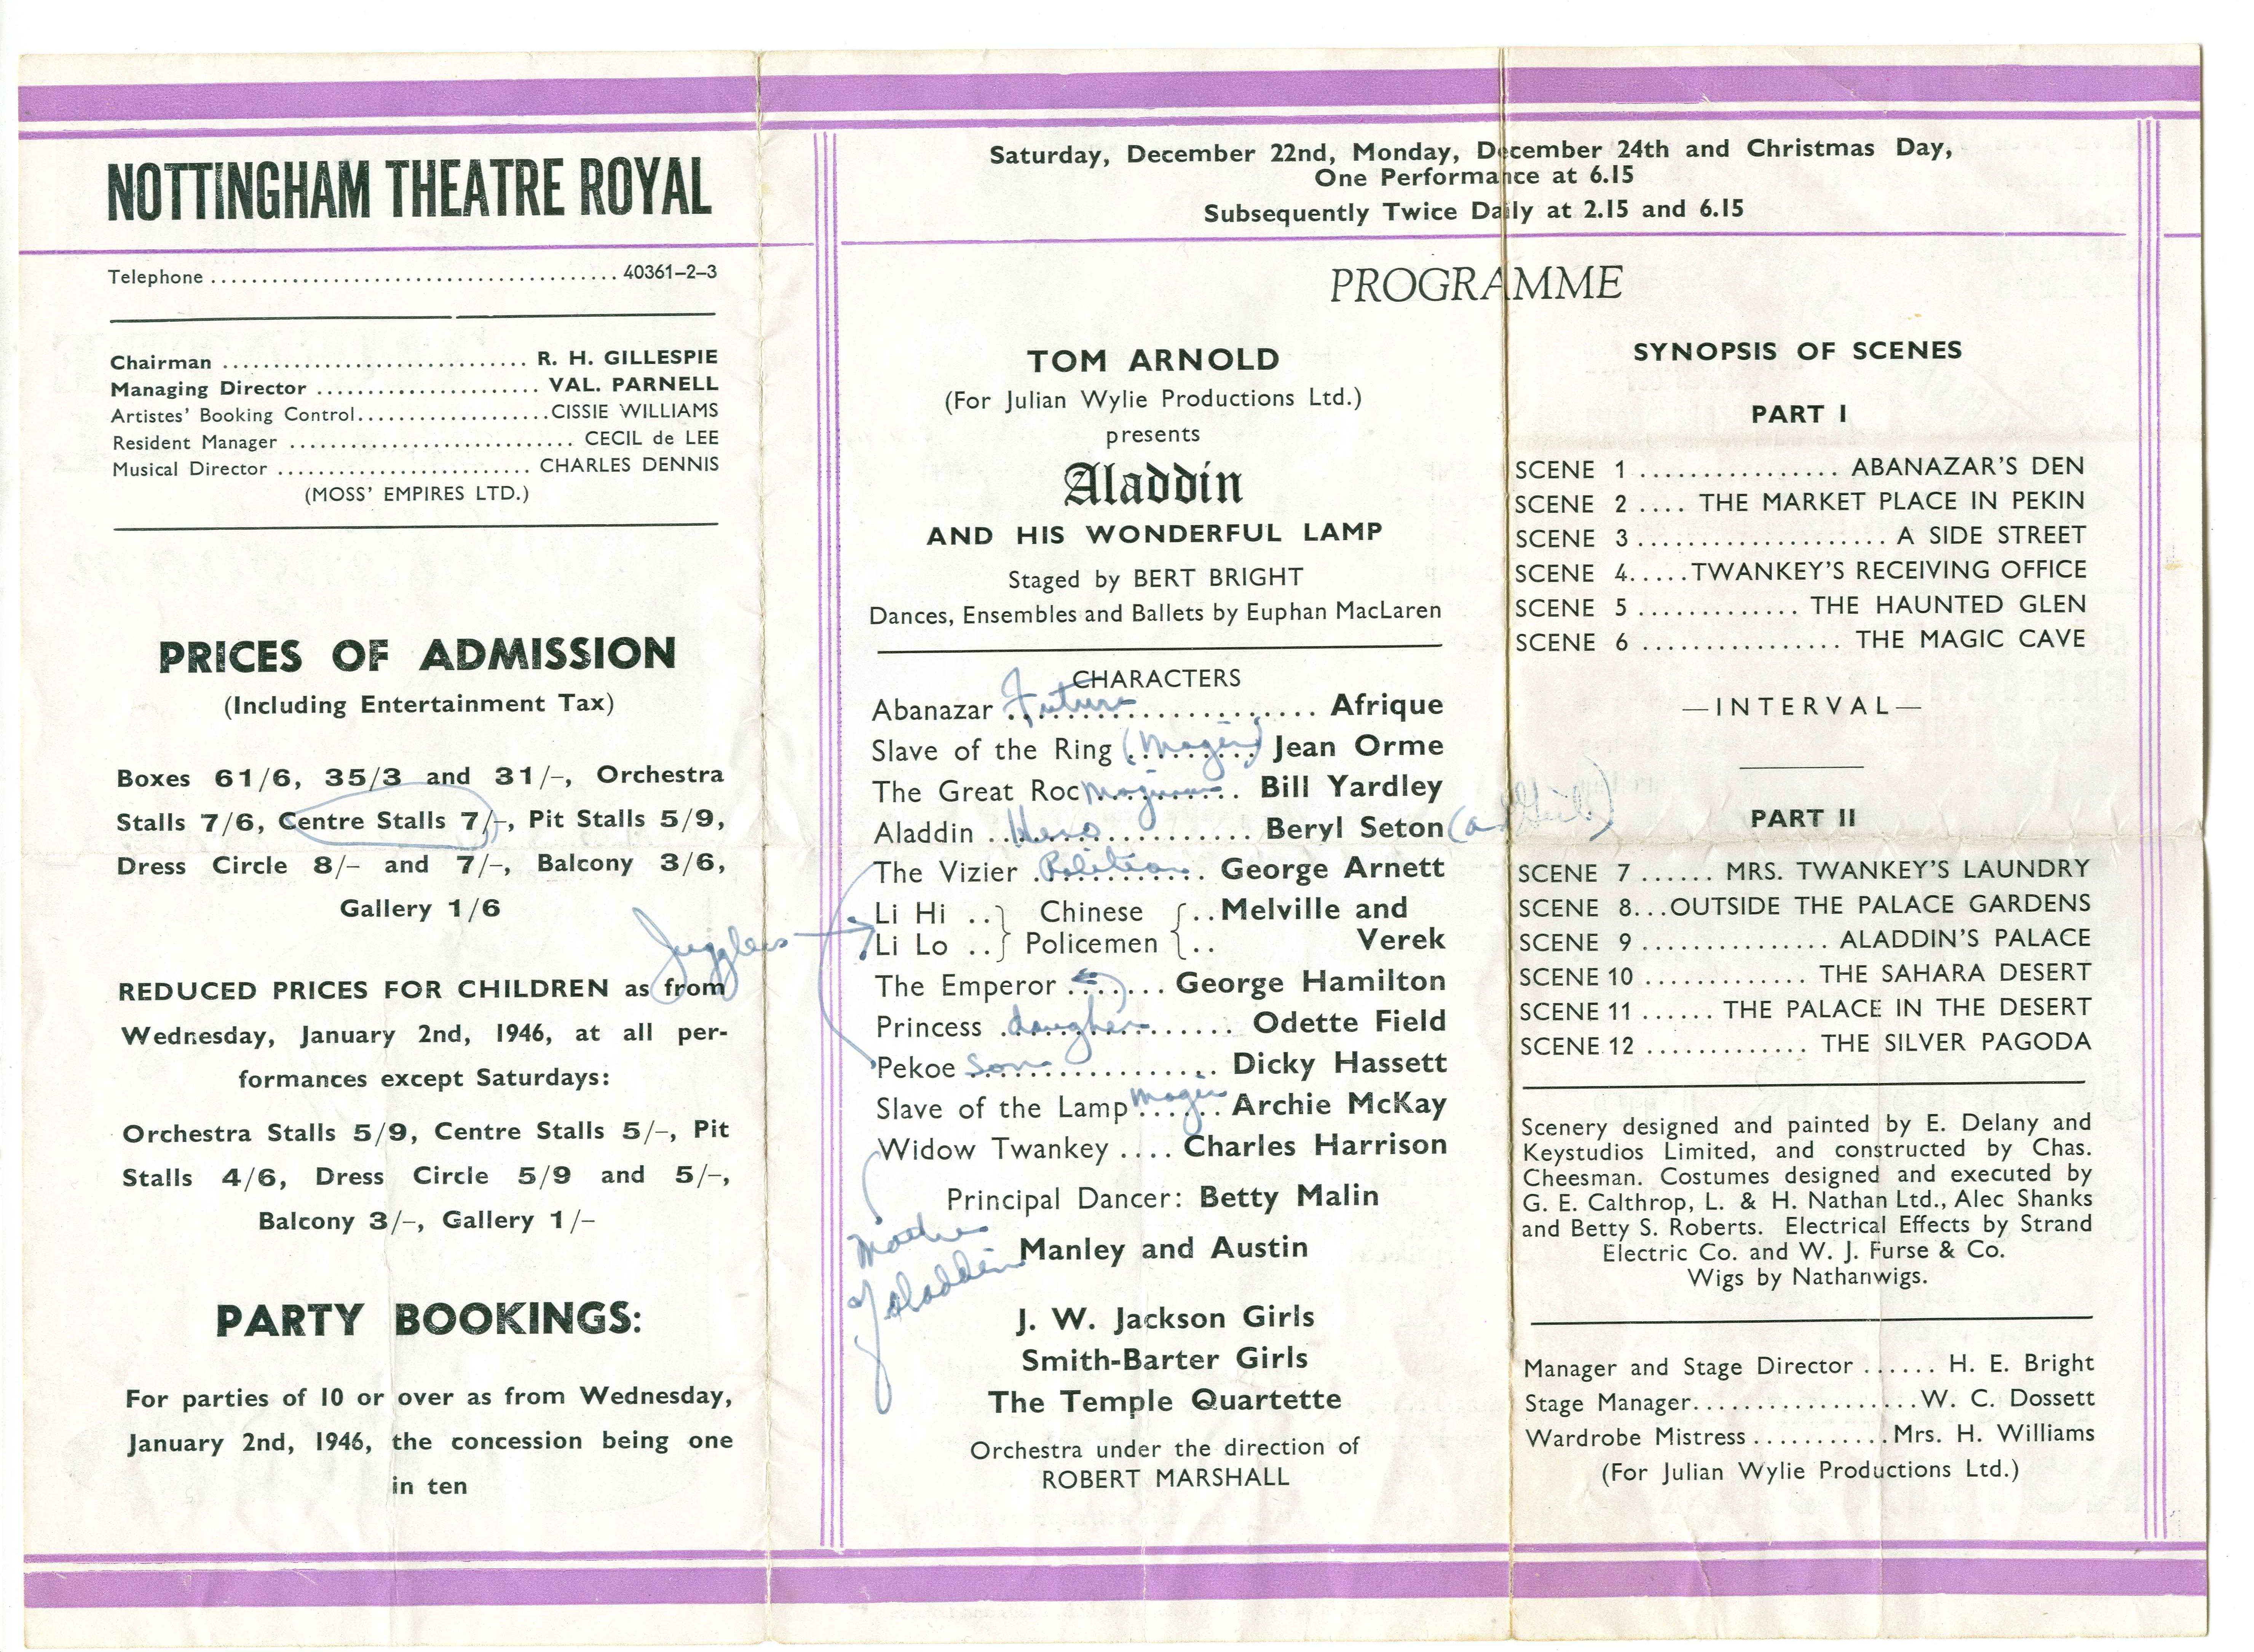 NOTTINGHAM THEATRE ROYAL
Telephone ........................................ 40361-2-3
Chairman .............................. R. H. GILLESPIE
Managing Director ...................... VAL. PARNELL
Artistes' Booking Control...................CISSIE WILLIAMS
Resident Manager ............................ CECIL de LEE
Musical Director ......................... CHARLES DENNIS
(MOSS' EMPIRES LTD.)
PRICES OF ADMISSION
(Including Entertainment Tax)
Boxes 61/6, 35/3 and 31/-, Orchestra
Stalls 7/6, Centre Stalls 7/-, Pit Stalls 5/9,
Dress Circle 8/- and 7/-, Balcony 3/6,
Gallery 1/6
REDUCED PRICES FOR CHILDREN as from
Wednesday, January 2nd, 1946, at all per-
formances except Saturdays:
Orchestra Stalls 5/9, Centre Stalls 5/-, Pit
Stalls 4/6, Dress Circle 5/9 and 5/-,
Balcony 3/-, Gallery 1/-
PARTY BOOKINGS:
For parties of 10 or over as from Wednesday,
January 2nd, 1946, the concession being one
in ten
Saturday, December 22nd, Monday, December 24th and Christmas Day,
One Performance at 6.15
Subsequently Twice Daily at 2.15 and 6.15
PROGRAMME
TOM ARNOLD
(For Julian Wylie Productions Ltd.)
presents
Aladdin
AND HIS WONDERFUL LAMP
Staged by BERT BRIGHT
Dances, Ensembles and Ballets by Euphan MacLaren
CHARACTERS
Abanazar Future ...................... Afrique
Slave of the Ring (Magic) ........ Jean Orme
The Great Roc ........... Bill Yardley
Aladdin .. Hero ............. Beryl Seton
The Vizier Politician ........... George Arnett
Jugglers
Li Hi ..} Chinese {..Melville and
Li Lo ..} Policemen {.. Verek
The Emperor ....... George Hamilton
Princess . daughter ............ Odette Field
Pekoe Son .................. Dicky Hassett
Slave of the Lamp Magic ...... Archie McKay
Widow Twankey .... Charles Harrison
Mother
of Aladdin
Principal Dancer: Betty Malin
Manley and Austin
J. W. Jackson Girls
Smith-Barter Girls
The Temple Quartette
Orchestra under the direction of
ROBERT MARSHALL
SYNOPSIS OF SCENES
PART I
SCENE 1 ................ ABANAZAR'S DEN
SCENE 2 .... THE MARKET PLACE IN PEKIN
SCENE 3 .................... A SIDE STREET
SCENE 4.....TWANKEY'S RECEIVING OFFICE
SCENE 5 ............. THE HAUNTED GLEN
SCENE 6 ................ THE MAGIC CAVE
—INTERVAL—
PART II
SCENE 7 ...... MRS. TWANKEY'S LAUNDRY
SCENE 8...OUTSIDE THE PALACE GARDENS
SCENE 9 ............... ALADDIN'S PALACE
SCENE 10 ............. THE SAHARA DESERT
SCENE 11 ...... THE PALACE IN THE DESERT
SCENE 12 ............. THE SILVER PAGODA
Scenery designed and painted by E. Delany and
Keystudios Limited, and constructed by Chas.
Cheesman. Costumes designed and executed by
G. E. Calthrop, L. & H. Nathan Ltd., Alec Shanks
and Betty S. Roberts. Electrical Effects by Strand
Electric Co. and W. J. Furse & Co.
Wigs by Nathanwigs.
Manager and Stage Director ...... H. E. Bright
Stage Manager..................W. C. Dossett
Wardrobe Mistress ...........Mrs. H. Williams
(For Julian Wylie Productions Ltd.)